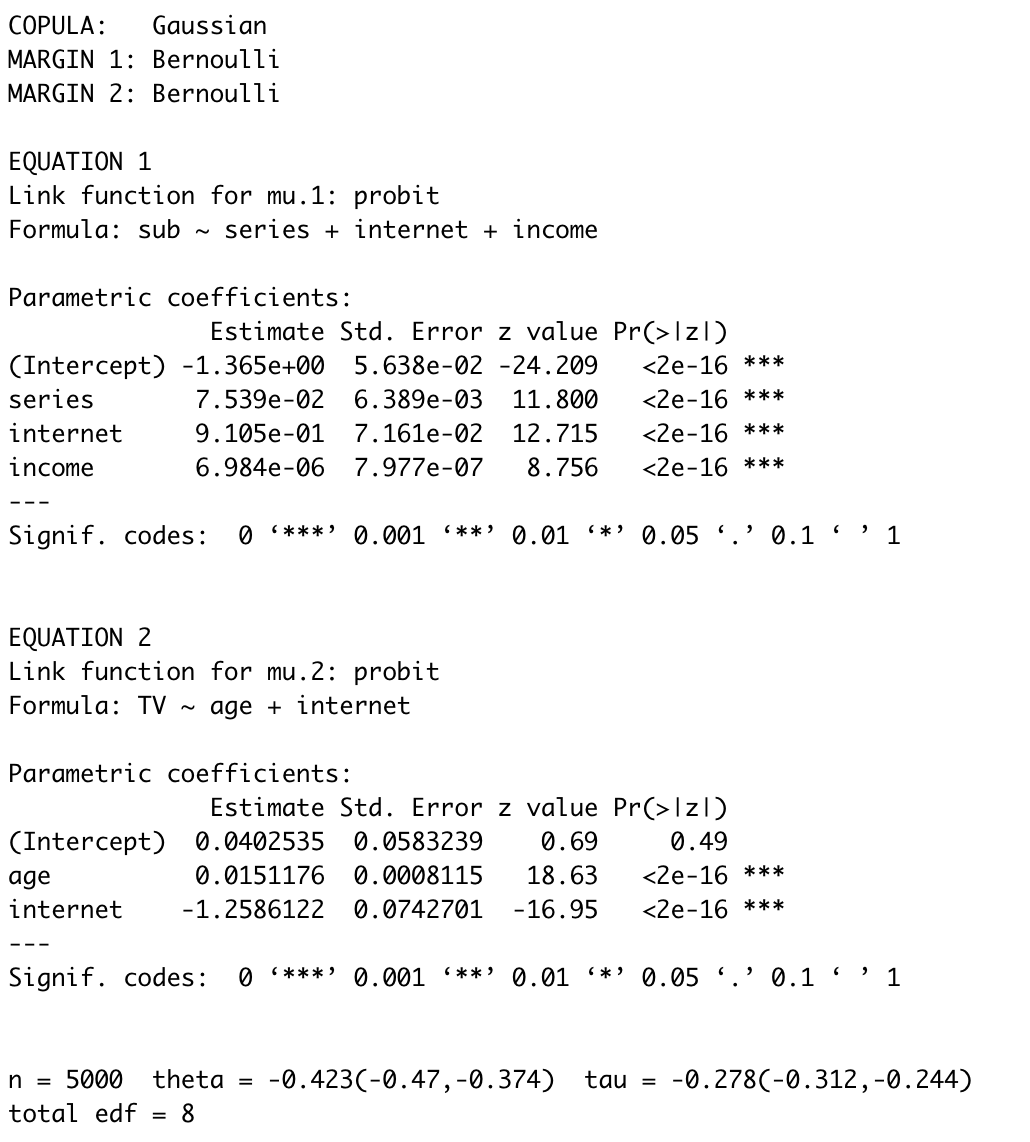 COPULA:   Gaussian
MARGIN 1: Bernoulli
MARGIN 2: Bernoulli

EQUATION 1
Link function for mu.1: probit
Formula: sub ~ series + internet + income

Parametric coefficients:
              Estimate Std. Error z value Pr(>|z|)
(Intercept) -1.365e+00  5.638e-02 -24.209   <2e-16 ***
series       7.539e-02  6.389e-03  11.800   <2e-16 ***
internet     9.105e-01  7.161e-02  12.715   <2e-16 ***
income       6.984e-06  7.977e-07   8.756   <2e-16 ***
---
Signif. codes:  0 ‘***’ 0.001 ‘**’ 0.01 ‘*’ 0.05 ‘.’ 0.1 ‘ ’ 1

EQUATION 2
Link function for mu.2: probit
Formula: TV ~ age + internet

Parametric coefficients:
              Estimate Std. Error z value Pr(>|z|)
(Intercept)  0.0402535  0.0583239    0.69     0.49
age          0.0151176  0.0008115   18.63   <2e-16 ***
internet    -1.2586122  0.0742701  -16.95   <2e-16 ***
---
Signif. codes:  0 ‘***’ 0.001 ‘**’ 0.01 ‘*’ 0.05 ‘.’ 0.1 ‘ ’ 1

n = 5000  theta = -0.423(-0.47,-0.374)  tau = -0.278(-0.312,-0.244)
total edf = 8